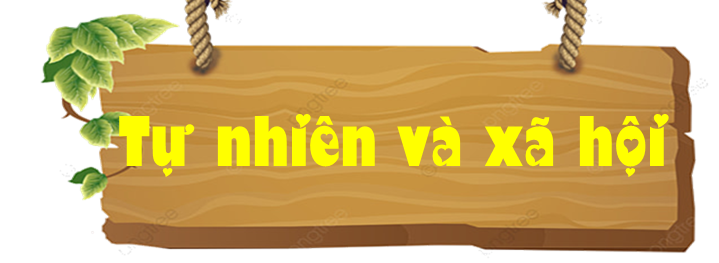 Tự nhiên và xã hội